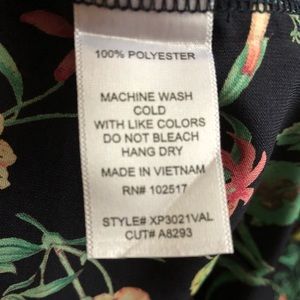 100% POLYESTER
MACHINE WASH
COLD
WITH LIKE COLORS
DO NOT BLEACH
HANG DRY
MADE IN VIETNAM
RN# 102517
STYLE# XP3021VAL
CUT# A8293